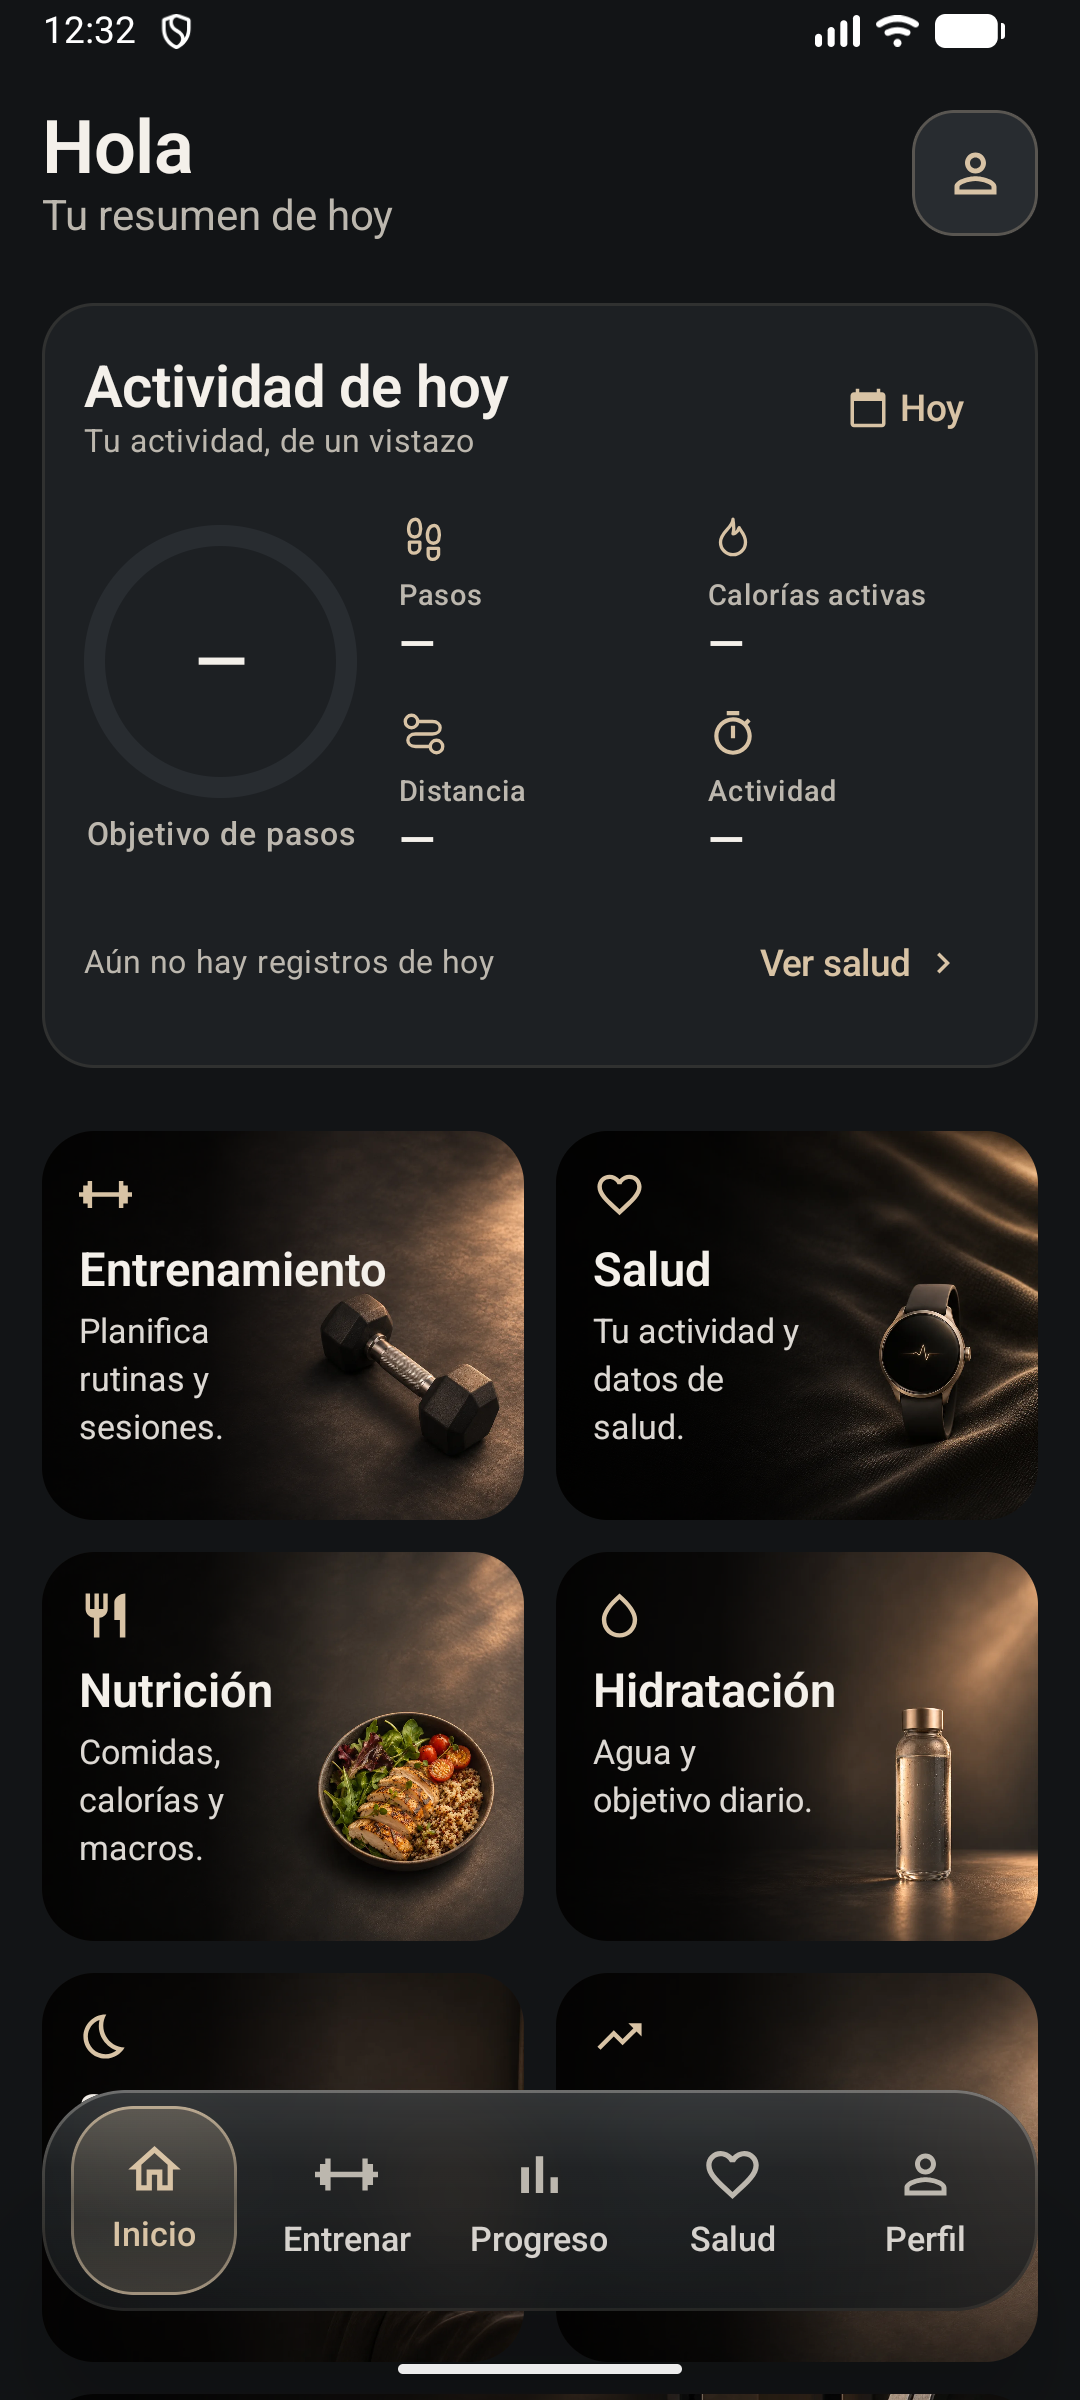 12:32
Hola
Tu resumen de hoy
Actividad de hoy
Tu actividad, de un vistazo
Hoy
—
Objetivo de pasos
Pasos
—
Calorías activas
—
Distancia
—
Actividad
—
Aún no hay registros de hoy
Ver salud
Entrenamiento
Planifica
rutinas y
sesiones.
Salud
Tu actividad y
datos de
salud.
Nutrición
Comidas,
calorías y
macros.
Hidratación
Agua y
objetivo diario.
Inicio
Entrenar
Progreso
Salud
Perfil